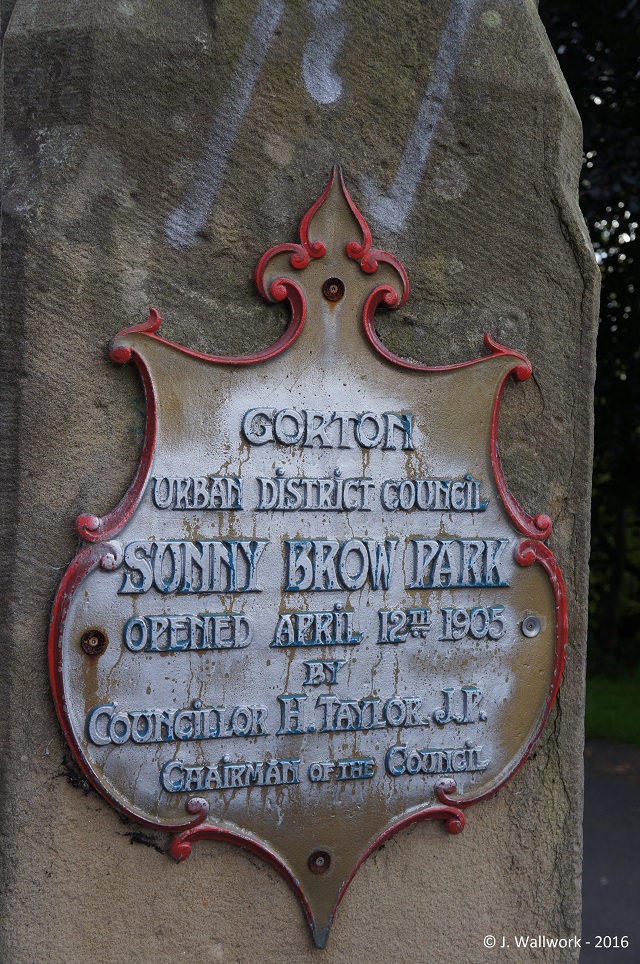 GORTON
URBAN DISTRICT COUNCIL
SUNNY BROW PARK
OPENED APRIL 12TH 1905
BY
COUNCILLOR H. TAYLOR. J.P.
CHAIRMAN OF THE COUNCIL
© J. Wallwork - 2016